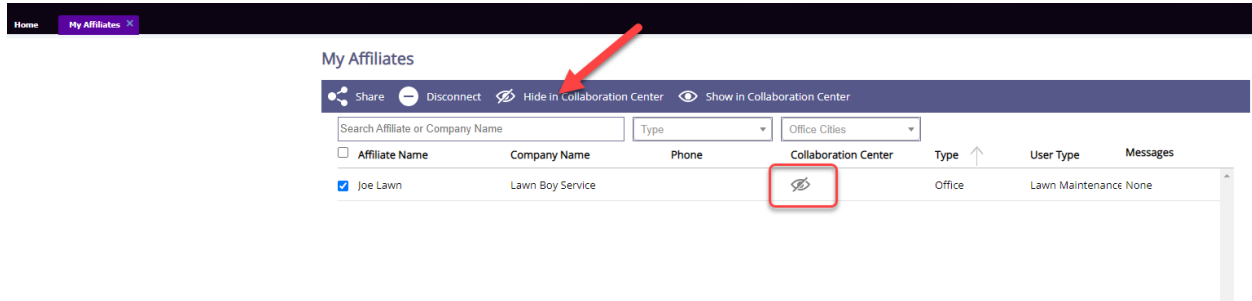 Home My Affiliates
My Affiliates
Share Disconnect Hide in Collaboration Center Show in Collaboration Center
Search Affiliate or Company Name Type Office Cities
Affiliate Name Company Name Phone Collaboration Center Type User Type Messages
Joe Lawn Lawn Boy Service Office Lawn Maintenance None